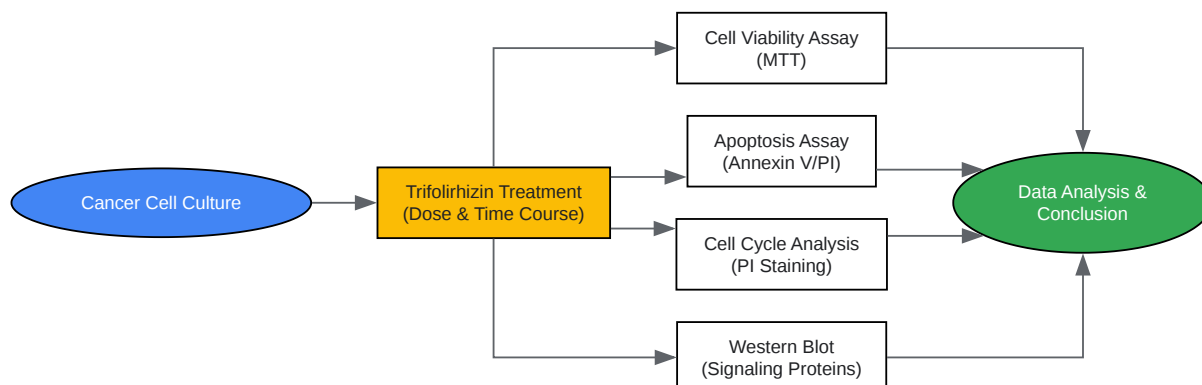 Cancer Cell Culture
Trifolirhizin Treatment
(Dose & Time Course)
Cell Viability Assay
(MTT)
Apoptosis Assay
(Annexin V/PI)
Cell Cycle Analysis
(PI Staining)
Western Blot
(Signaling Proteins)
Data Analysis &
Conclusion